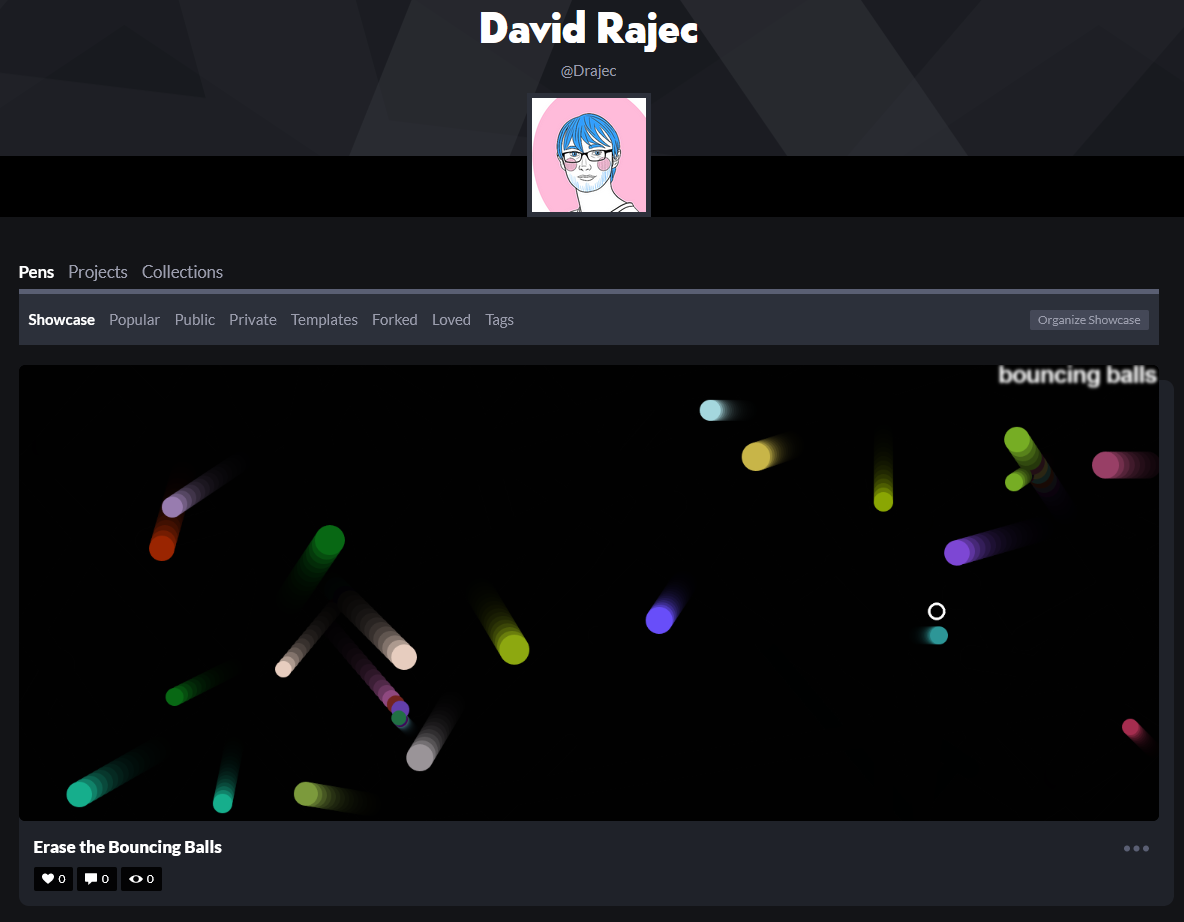 David Rajec
@Drajec
Pens Projects Collections
Showcase Popular Public Private Templates Forked Loved Tags Organize Showcase
bouncing balls
Erase the Bouncing Balls
0 0 0